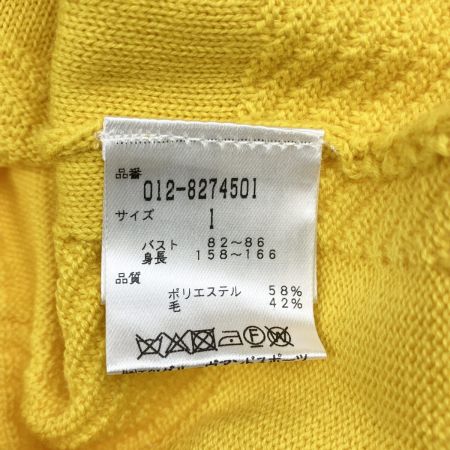 品番
012-8274501
サイズ
1
バスト 82～86
身長 158～166
品質
ポリエステル 58%
毛 42%